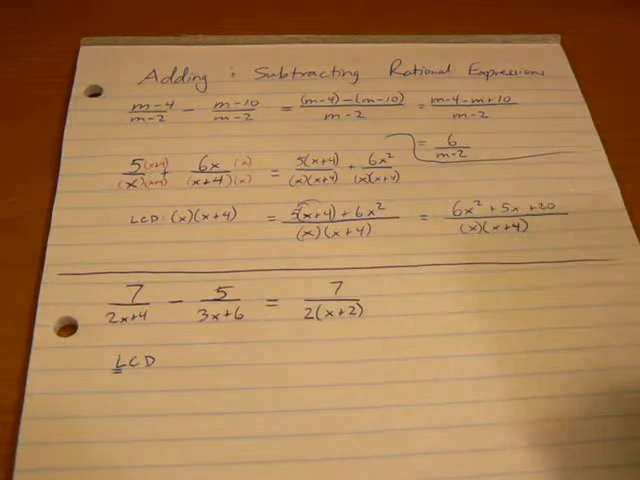 Adding : Subtracting Rational Expressions
(m-4)/(m-2) - (m-10)/(m-2) = ((m-4)-(m-10))/(m-2) = (m-4-m+10)/(m-2)
= 6/(m-2)
5(x+4)/(x)(x+4) + 6x(x)/(x+4)(x) = 5(x+4)/(x)(x+4) + 6x²/(x)(x+4)
LCD: (x)(x+4) = (5(x+4)+6x²)/(x)(x+4) = (6x²+5x+20)/(x)(x+4)
7/(2x+4) - 5/(3x+6) = 7/2(x+2)
LCD